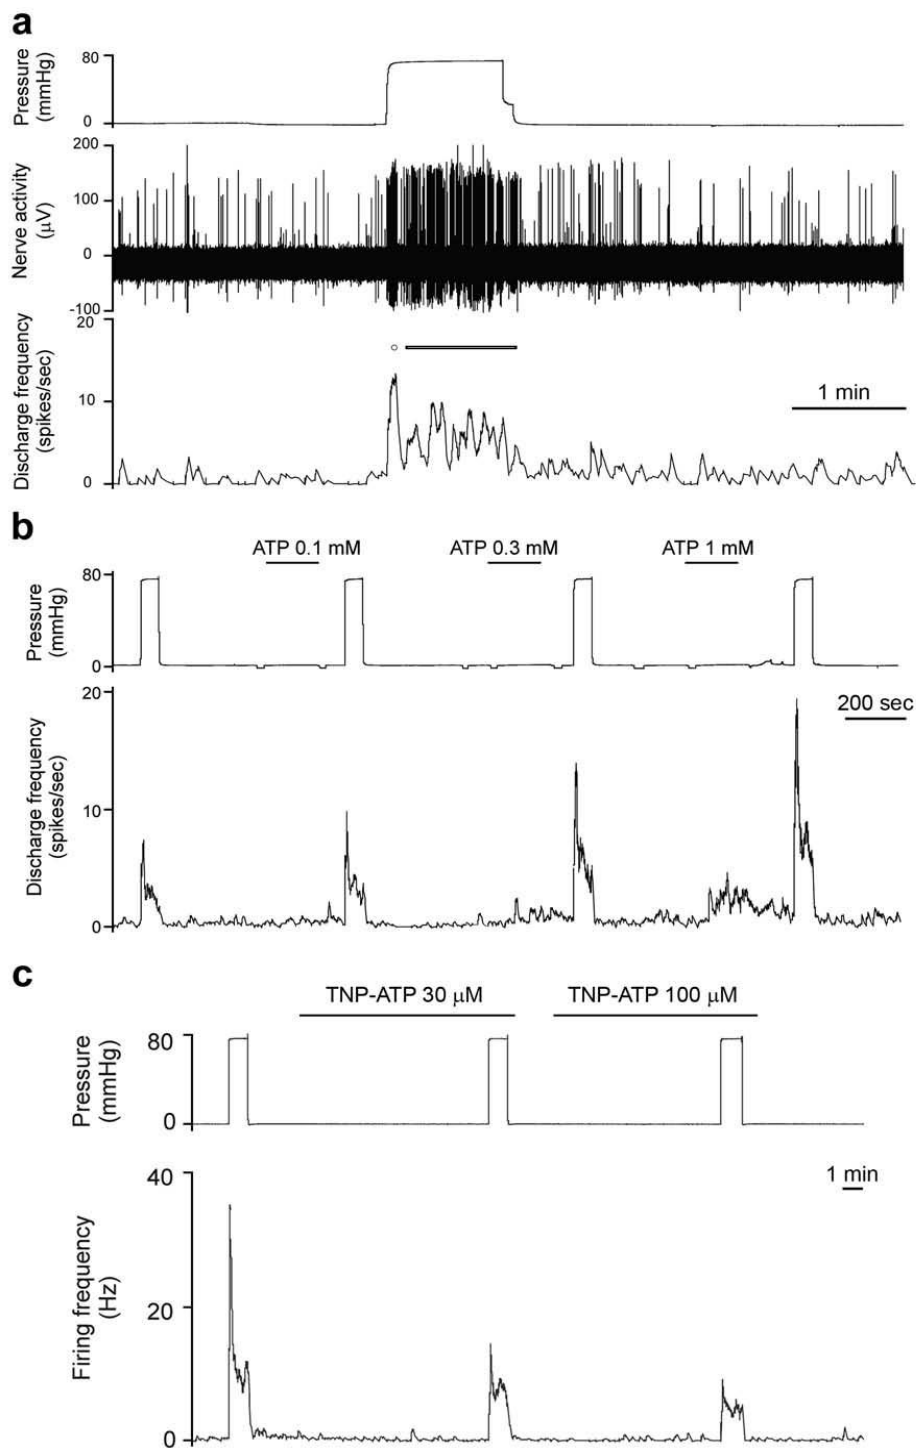 a
Pressure
(mmHg)
80
0
Nerve activity
(μV)
200
100
0
-100
Discharge frequency
(spikes/sec)
20
10
0
1 min
b
ATP 0.1 mM
ATP 0.3 mM
ATP 1 mM
Pressure
(mmHg)
80
0
Discharge frequency
(spikes/sec)
20
10
0
200 sec
c
TNP-ATP 30 μM
TNP-ATP 100 μM
Pressure
(mmHg)
80
0
1 min
Firing frequency
(Hz)
40
20
0